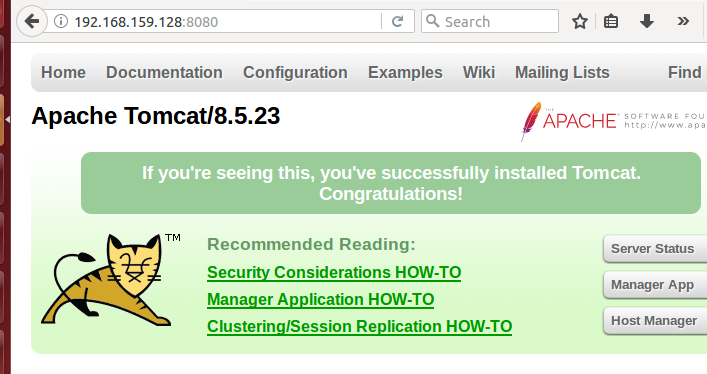 192.168.159.128:8080
Search
Home Documentation Configuration Examples Wiki Mailing Lists Find
Apache Tomcat/8.5.23
THE APACHE SOFTWARE FOU
http://www.apa
If you're seeing this, you've successfully installed Tomcat.
Congratulations!
TM
Recommended Reading:
Security Considerations HOW-TO
Manager Application HOW-TO
Clustering/Session Replication HOW-TO
Server Status
Manager App
Host Manager